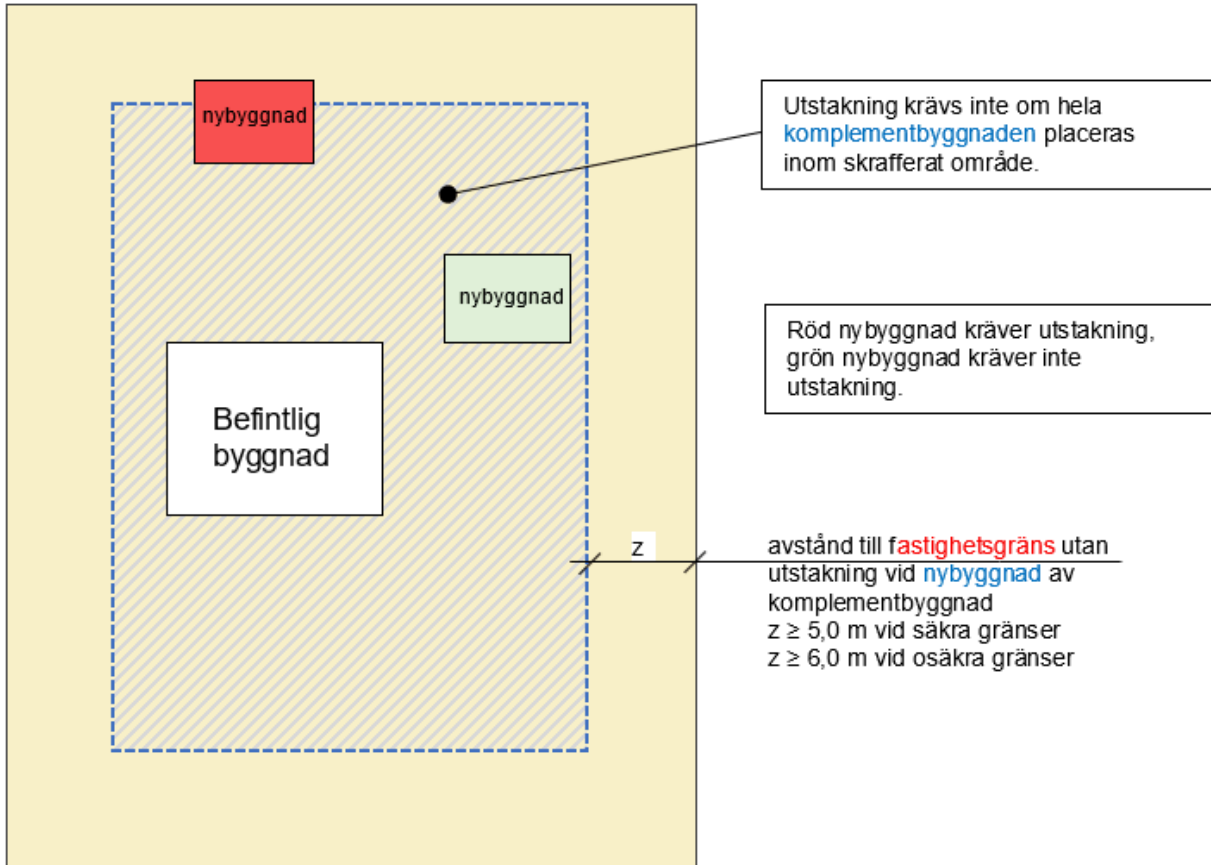 nybyggnad
Utstakning krävs inte om hela
komplementbyggnaden placeras
inom skrafferat område.
nybyggnad
Röd nybyggnad kräver utstakning,
grön nybyggnad kräver inte
utstakning.
Befintlig
byggnad
z
avstånd till fastighetsgräns utan
utstakning vid nybyggnad av
komplementbyggnad
z ≥ 5,0 m vid säkra gränser
z ≥ 6,0 m vid osäkra gränser